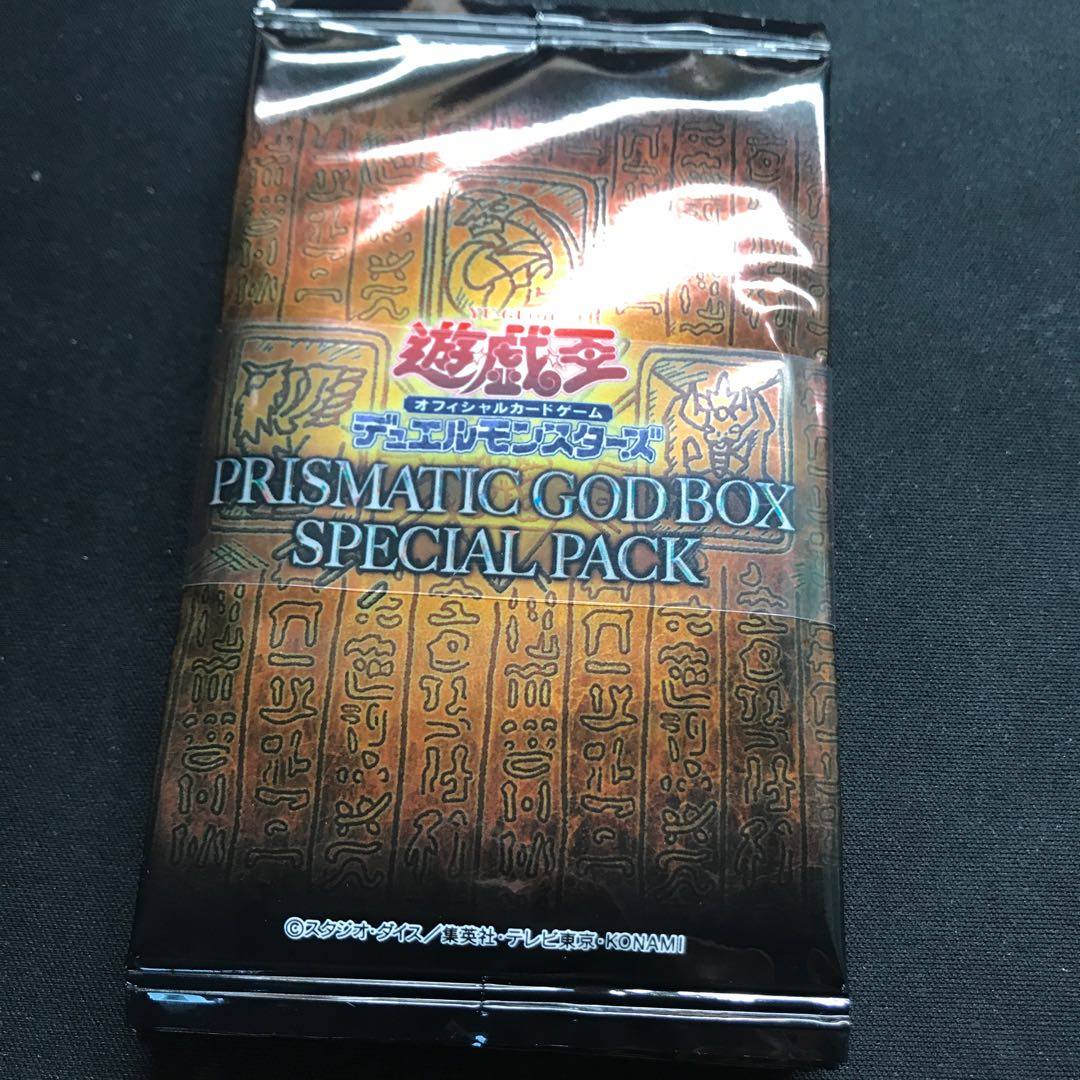 遊戯王
オフィシャルカードゲーム
デュエルモンスターズ
PRISMATIC GOD BOX
SPECIAL PACK
©スタジオ・ダイス／集英社・テレビ東京・KONAMI